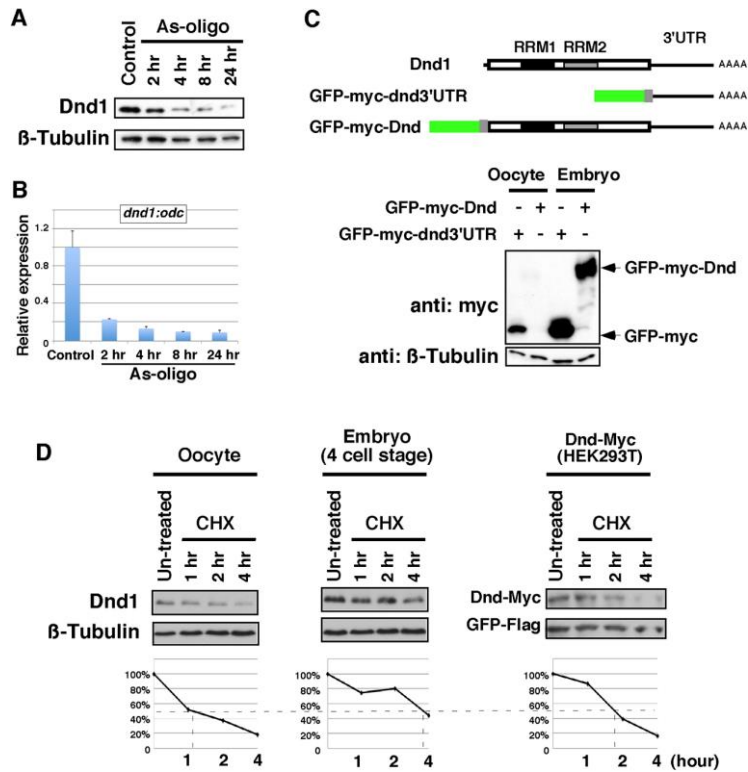 A
As-oligo
Control
2 hr
4 hr
8 hr
24 hr
Dnd1
ß-Tubulin
B
dnd1:odc
Relative expression
1.2
0.8
0.4
0
Control 2 hr 4 hr 8 hr 24 hr
As-oligo
C
RRM1 RRM2 3'UTR
Dnd1 AAAA
GFP-myc-dnd3'UTR AAAA
GFP-myc-Dnd AAAA
Oocyte Embryo
GFP-myc-Dnd - + - +
GFP-myc-dnd3'UTR + - + -
GFP-myc-Dnd
anti: myc
GFP-myc
anti: ß-Tubulin
D
Oocyte
Un-treated
CHX
1 hr
2 hr
4 hr
Dnd1
ß-Tubulin
100%
80%
60%
40%
20%
0
1 2 4
Embryo
(4 cell stage)
Un-treated
CHX
1 hr
2 hr
4 hr
100%
80%
60%
40%
20%
0
1 2 4
Dnd-Myc
(HEK293T)
Un-treated
CHX
1 hr
2 hr
4 hr
Dnd-Myc
GFP-Flag
100%
80%
60%
40%
20%
0
1 2 4 (hour)